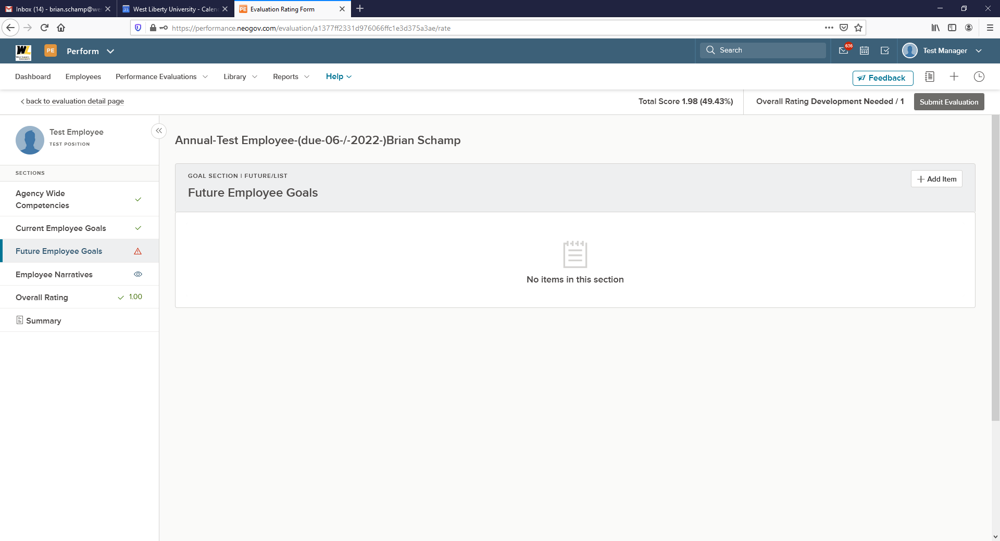 Inbox (14) - brian.schamp@we
West Liberty University - Calen
PE
Evaluation Rating Form
https://performance.neogov.com/evaluation/a1377ff2331d976066ffc1e3d375a3ae/rate
WL
PE
Perform
Search
636
Test Manager
Dashboard
Employees
Performance Evaluations
Library
Reports
Help
Feedback
back to evaluation detail page
Total Score 1.98 (49.43%)
Overall Rating Development Needed / 1
Submit Evaluation
Test Employee
TEST POSITION
SECTIONS
Agency Wide
Competencies
Current Employee Goals
Future Employee Goals
Employee Narratives
Overall Rating
1.00
Summary
Annual-Test Employee-(due-06-/-2022-)Brian Schamp
GOAL SECTION | FUTURE/LIST
Future Employee Goals
Add Item
No items in this section